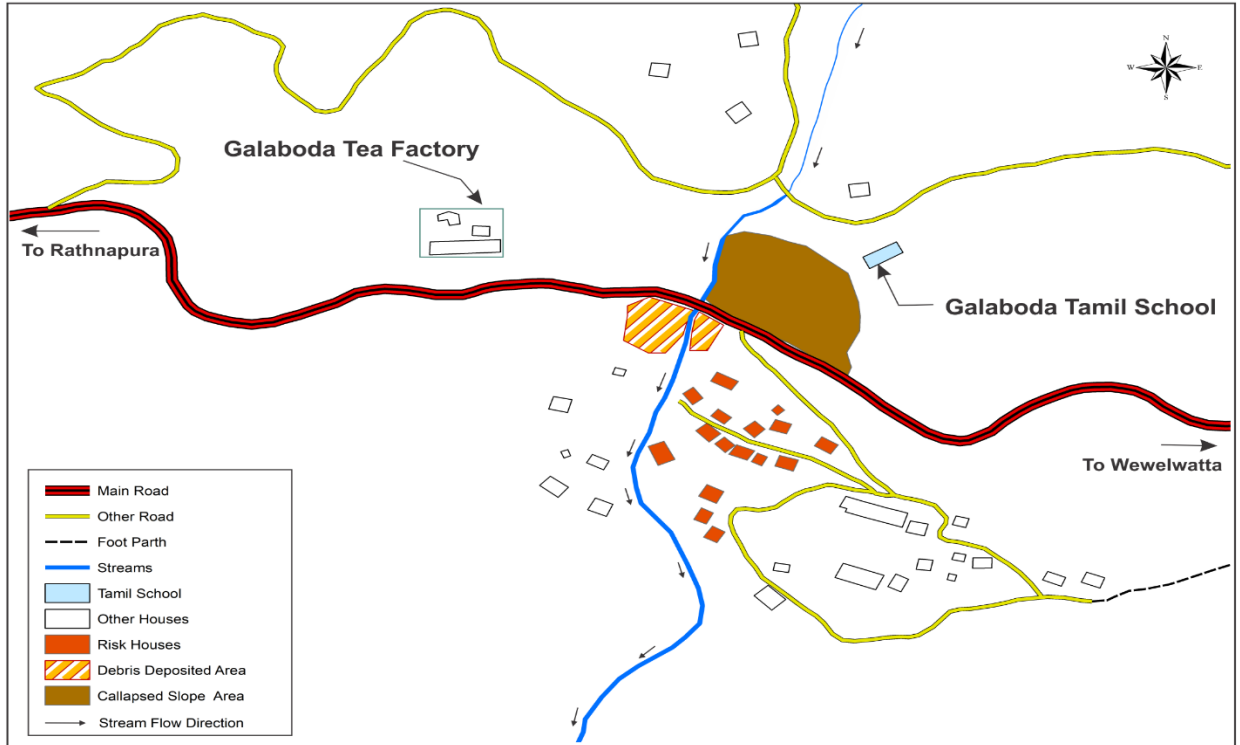 N
W
E
S
Galaboda Tea Factory
To Rathnapura
Galaboda Tamil School
To Wewelwatta
Main Road
Other Road
Foot Parth
Streams
Tamil School
Other Houses
Risk Houses
Debris Deposited Area
Callapsed Slope Area
Stream Flow Direction